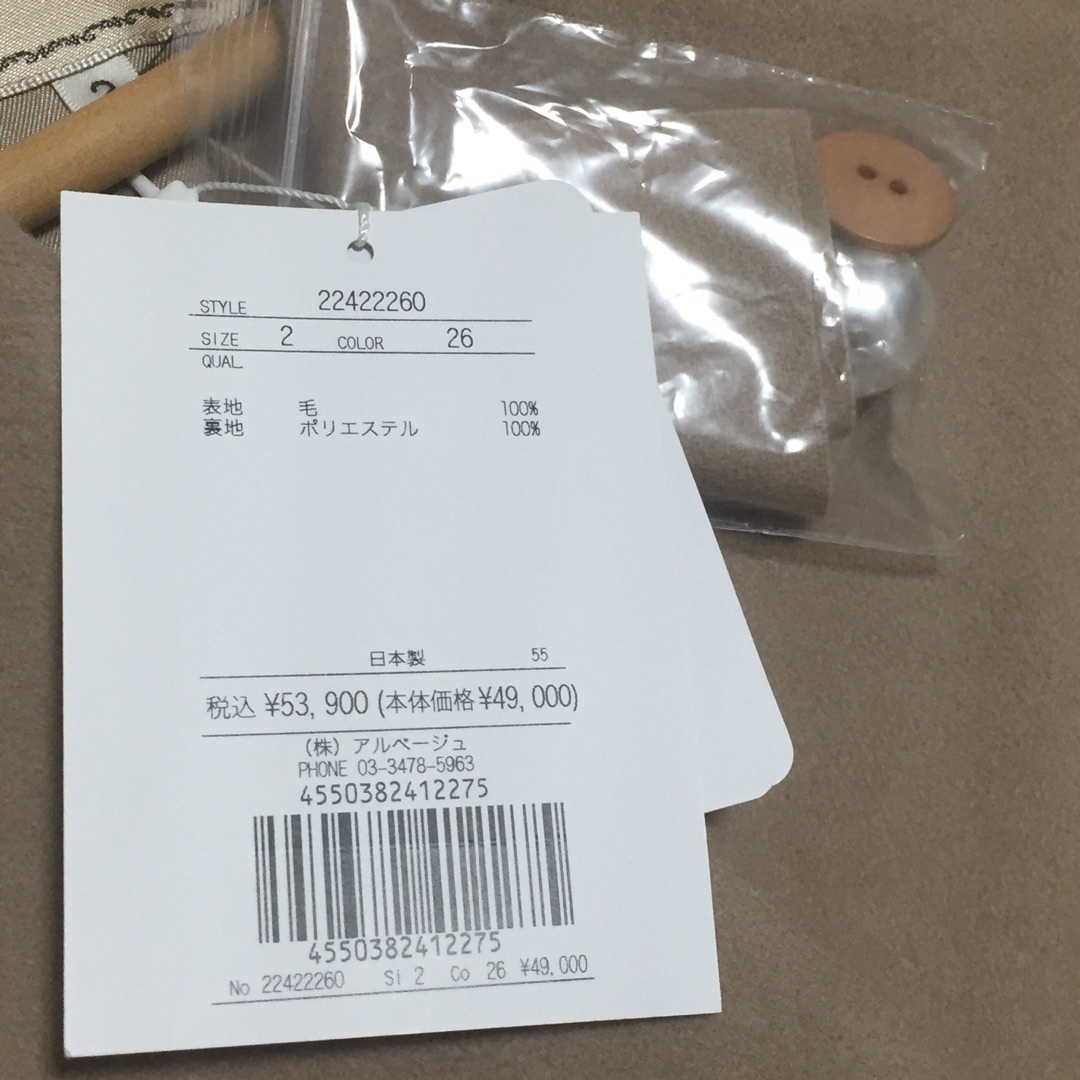 2
STYLE 22422260
SIZE 2 COLOR 26
QUAL
表地 毛 100%
裏地 ポリエステル 100%
日本製 55
税込 ¥53,900 (本体価格¥49,000)
(株) アルページュ
PHONE 03-3478-5963
4550382412275
4550382412275
No 22422260 Si 2 Co 26 ¥49,000